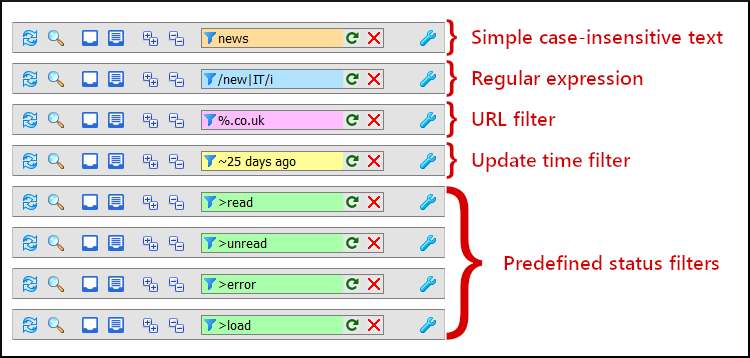 news
Simple case-insensitive text
/new|IT/i
Regular expression
%.co.uk
URL filter
~25 days ago
Update time filter
>read
>unread
Predefined status filters
>error
>load